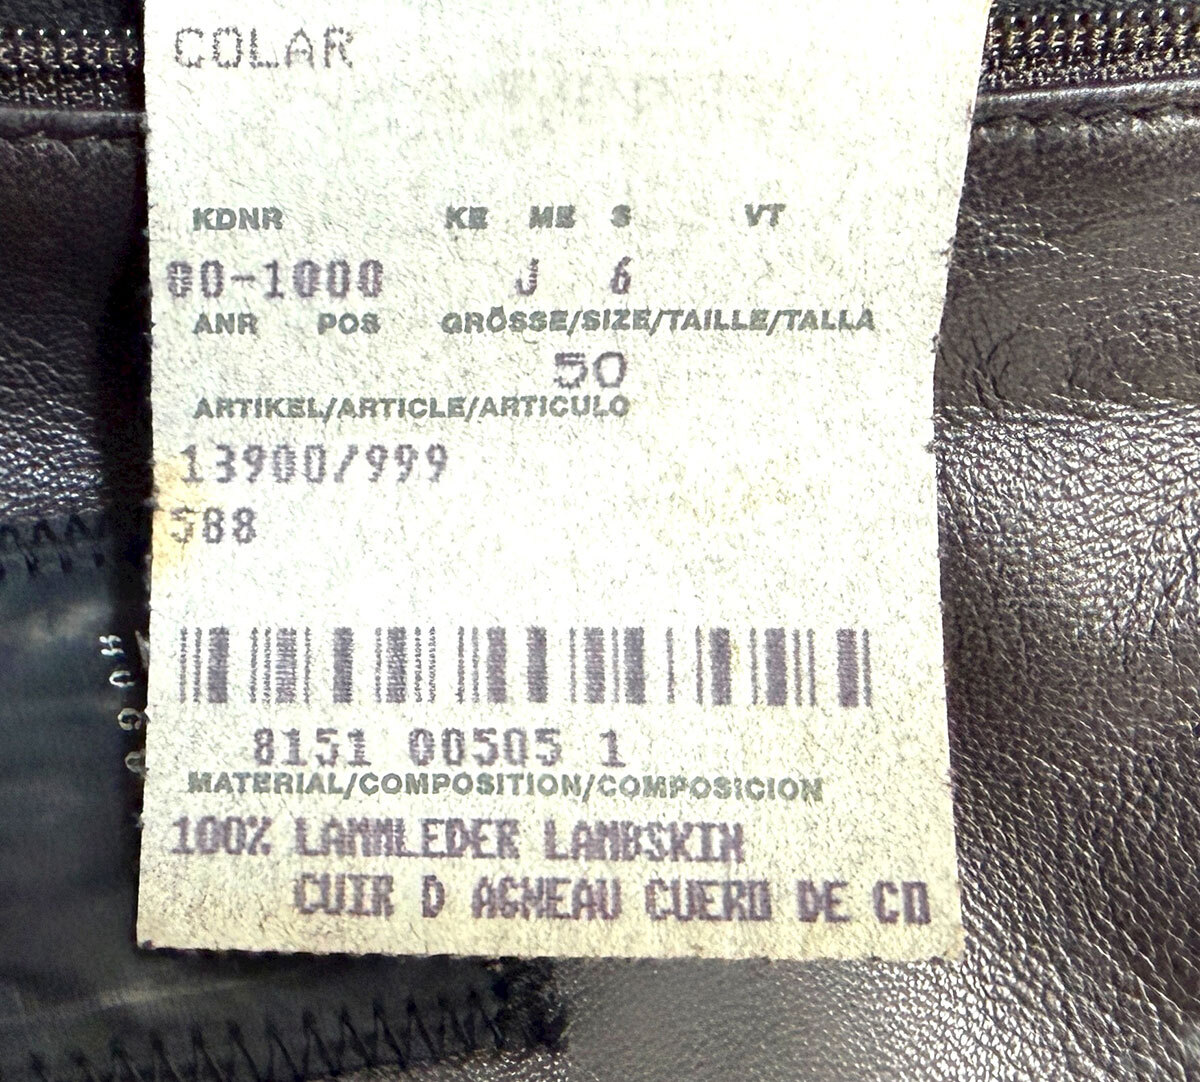 COLAR
KDNR KE ME S VT
00-1000 J 6
ANR POS GRÖSSE/SIZE/TAILLE/TALLA
50
ARTIKEL/ARTICLE/ARTICULO
13900/999
588
8151 00505 1
MATERIAL/COMPOSITION/COMPOSICION
100% LAMMLEDER LAMBSKIN
CUIR D AGNEAU CUERO DE CO